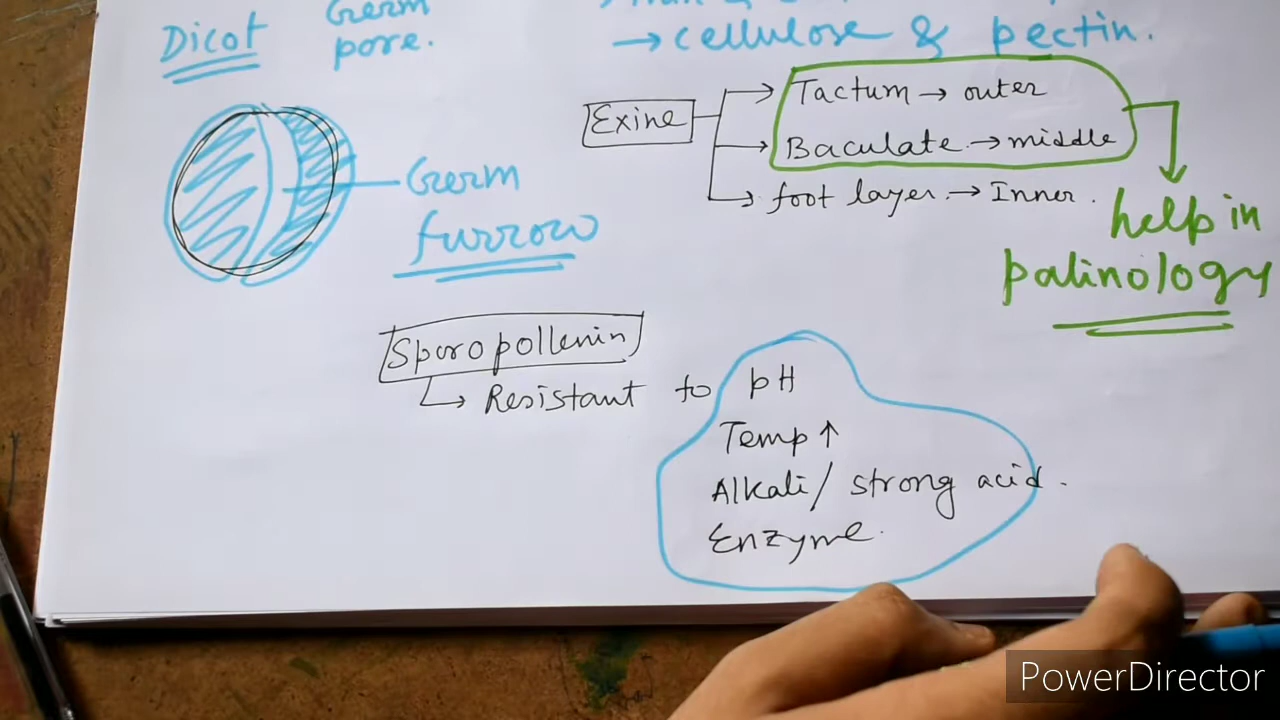 Dicot
Germ
pore.
→ cellulose & pectin.
Exine
Tactum → outer
Baculate → middle
foot layer. → Inner.
help in
palinology
Germ
furrow
Sporopollenin
Resistant to pH
Temp ↑
Alkali / strong acid.
Enzyme.
PowerDirector